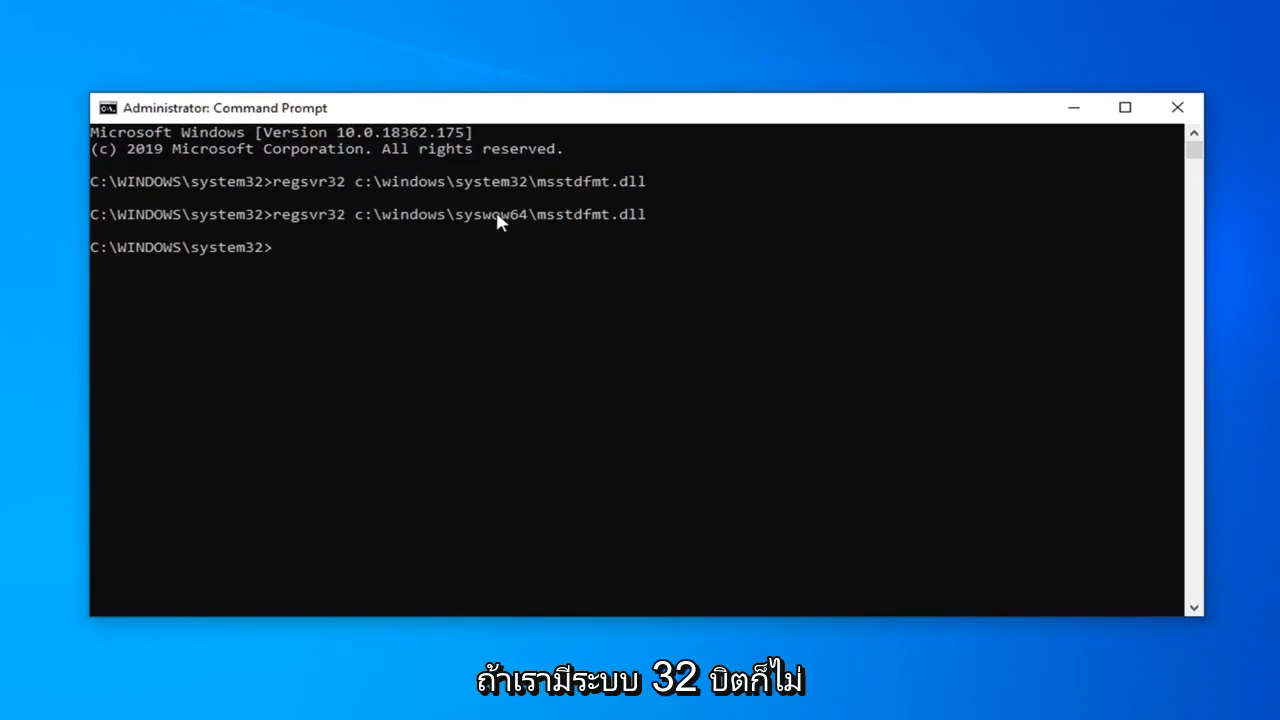 Administrator: Command Prompt
Microsoft Windows [Version 10.0.18362.175]
(c) 2019 Microsoft Corporation. All rights reserved.
C:\WINDOWS\system32>regsvr32 c:\windows\system32\msstdfmt.dll
C:\WINDOWS\system32>regsvr32 c:\windows\syswow64\msstdfmt.dll
C:\WINDOWS\system32>
ถ้าเรามีระบบ 32 บิตก็ไม่